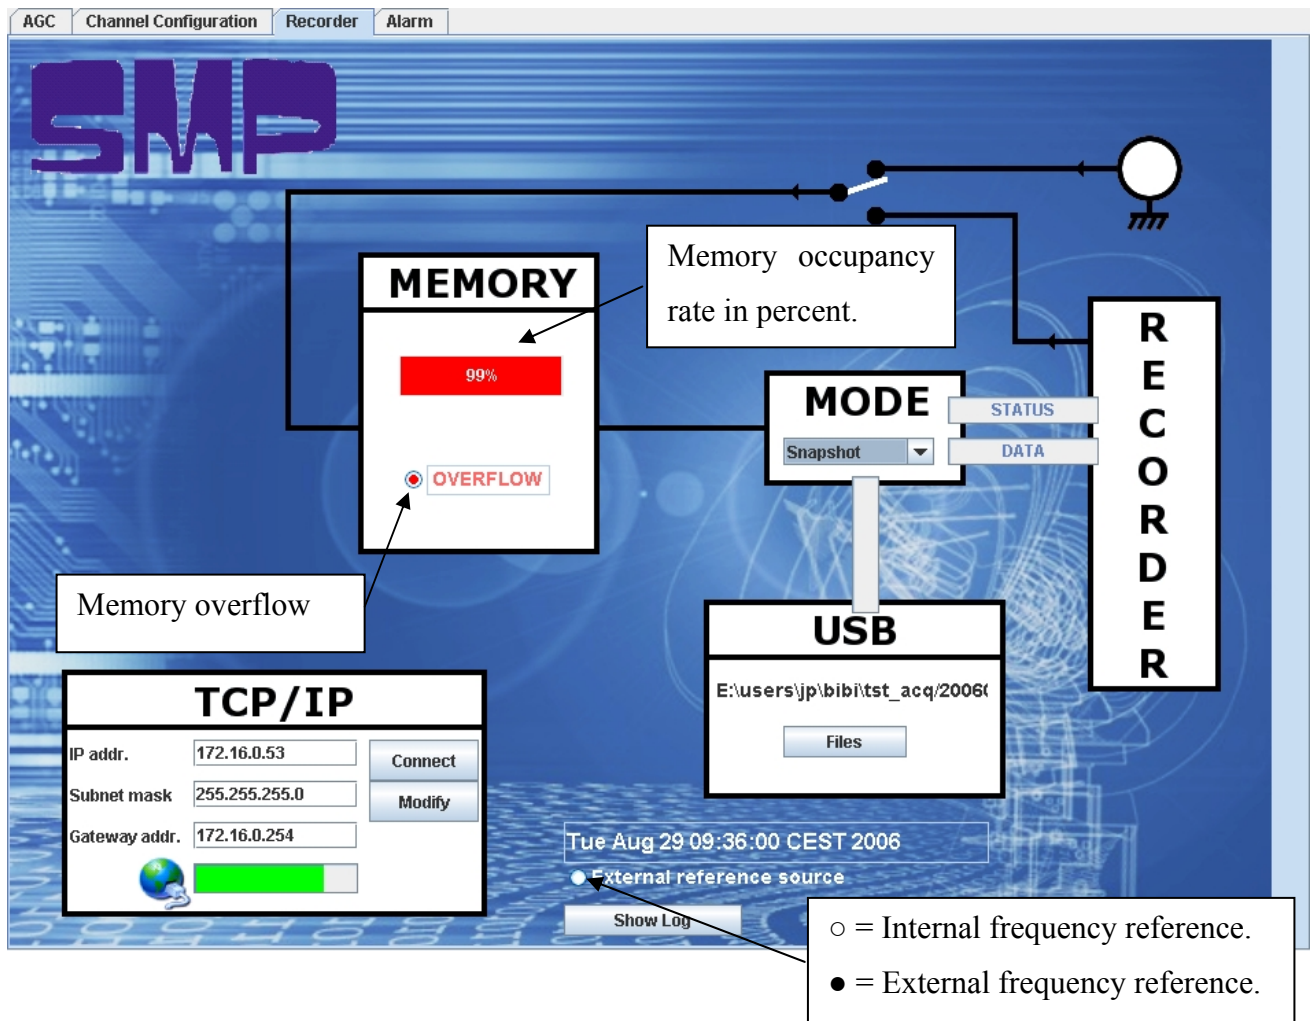 AGC Channel Configuration Recorder Alarm
SMP
MEMORY
99%
OVERFLOW
Memory occupancy
rate in percent.
Memory overflow
MODE
Snapshot
STATUS
DATA
RECORDER
USB
E:\users\jp\bibi\tst_acq/2006(
Files
TCP/IP
IP addr. 172.16.0.53 Connect
Subnet mask 255.255.255.0 Modify
Gateway addr. 172.16.0.254
Tue Aug 29 09:36:00 CEST 2006
External reference source
Show Log
○ = Internal frequency reference.
● = External frequency reference.